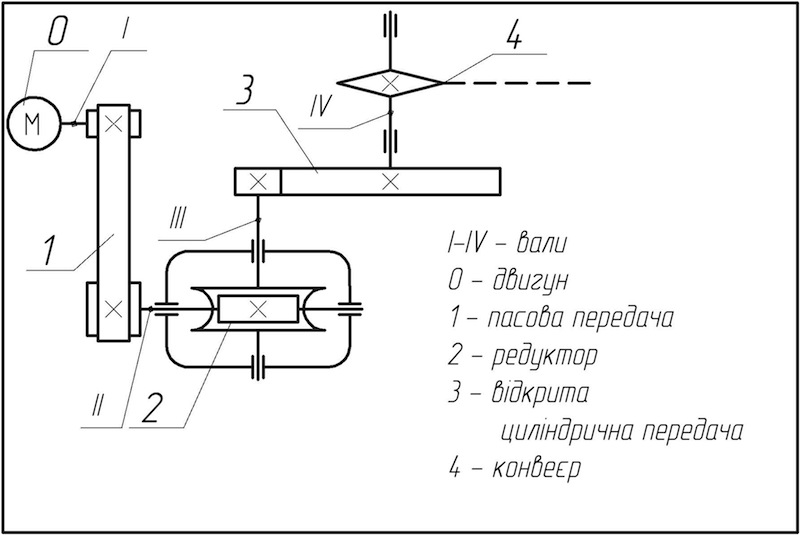 0
I
4
3
IV
M
III
1
II
2
I-IV - вали
0 - двигун
1 - пасова передача
2 - редуктор
3 - відкрита
циліндрична передача
4 - конвеєр